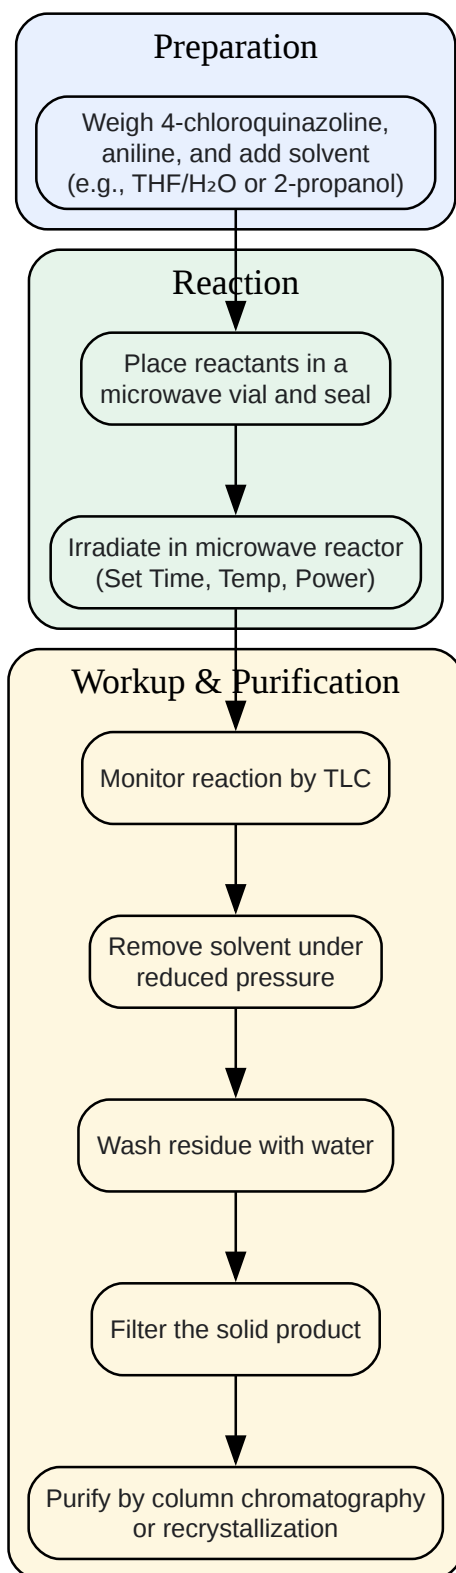 Preparation
Weigh 4-chloroquinazoline,
aniline, and add solvent
(e.g., THF/H₂O or 2-propanol)
Reaction
Place reactants in a
microwave vial and seal
Irradiate in microwave reactor
(Set Time, Temp, Power)
Workup & Purification
Monitor reaction by TLC
Remove solvent under
reduced pressure
Wash residue with water
Filter the solid product
Purify by column chromatography
or recrystallization